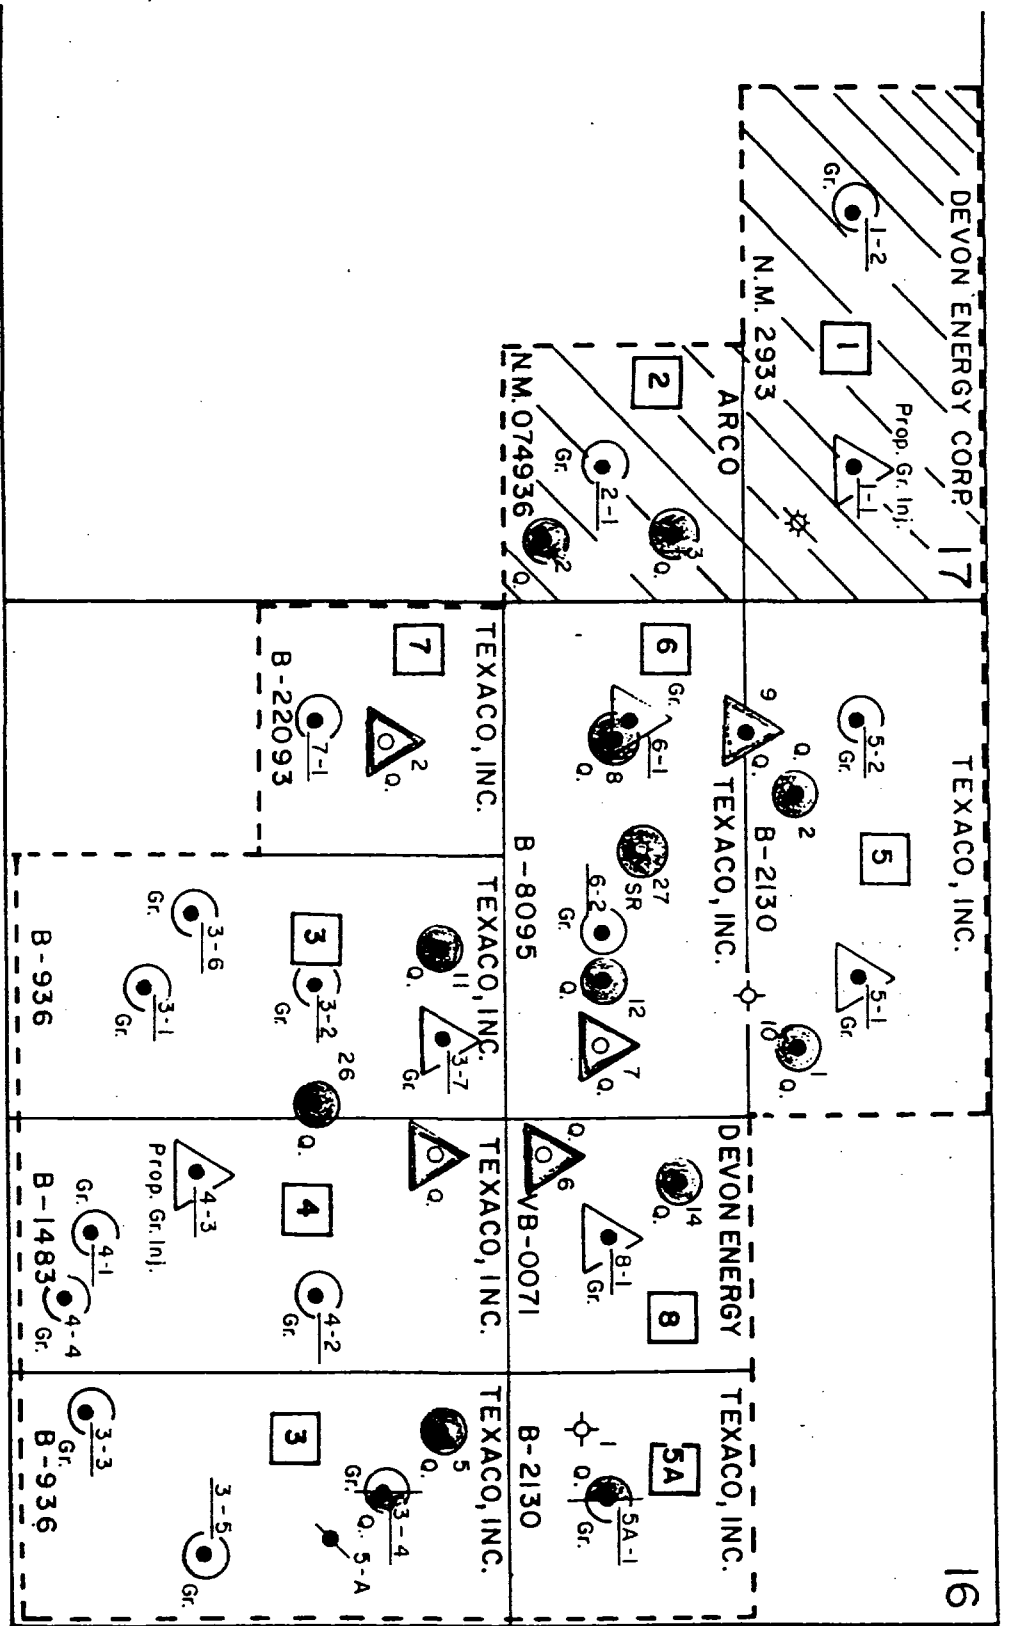 17
16
DEVON ENERGY CORP.
1-2
Gr.
1
N.M. 2933
Prop. Gr. Inj.
1-1
2
ARCO
2-1
Gr.
3
Q.
2
Q.
N.M. 074936
TEXACO, INC.
5
5-2
Gr.
5-1
Gr.
9
Q.
Q.
2
B-2130
10
1
Q.
6
TEXACO, INC.
Gr.
6-1
8
Q.
27
SR
6-2
Gr.
12
Q.
7
Q.
B-8095
TEXACO, INC.
7
2
Q.
7-1
B-22093
TEXACO, INC.
11
Q.
3-7
Gr.
3
3-2
Gr.
26
Q.
3-6
Gr.
3-1
Gr.
B-936
DEVON ENERGY
14
Q.
8-1
Gr.
8
Q.
6
VB-0071
TEXACO, INC.
Q.
4
4-2
Gr.
4-3
Prop. Gr. Inj.
4-1
Gr.
4-4
Gr.
B-1483
TEXACO, INC.
5A
1
Q.
5A-1
Gr.
B-2130
TEXACO, INC.
5
Q.
3-4
Gr.
Q.
5-A
3
3-5
Gr.
3-3
Gr.
B-936